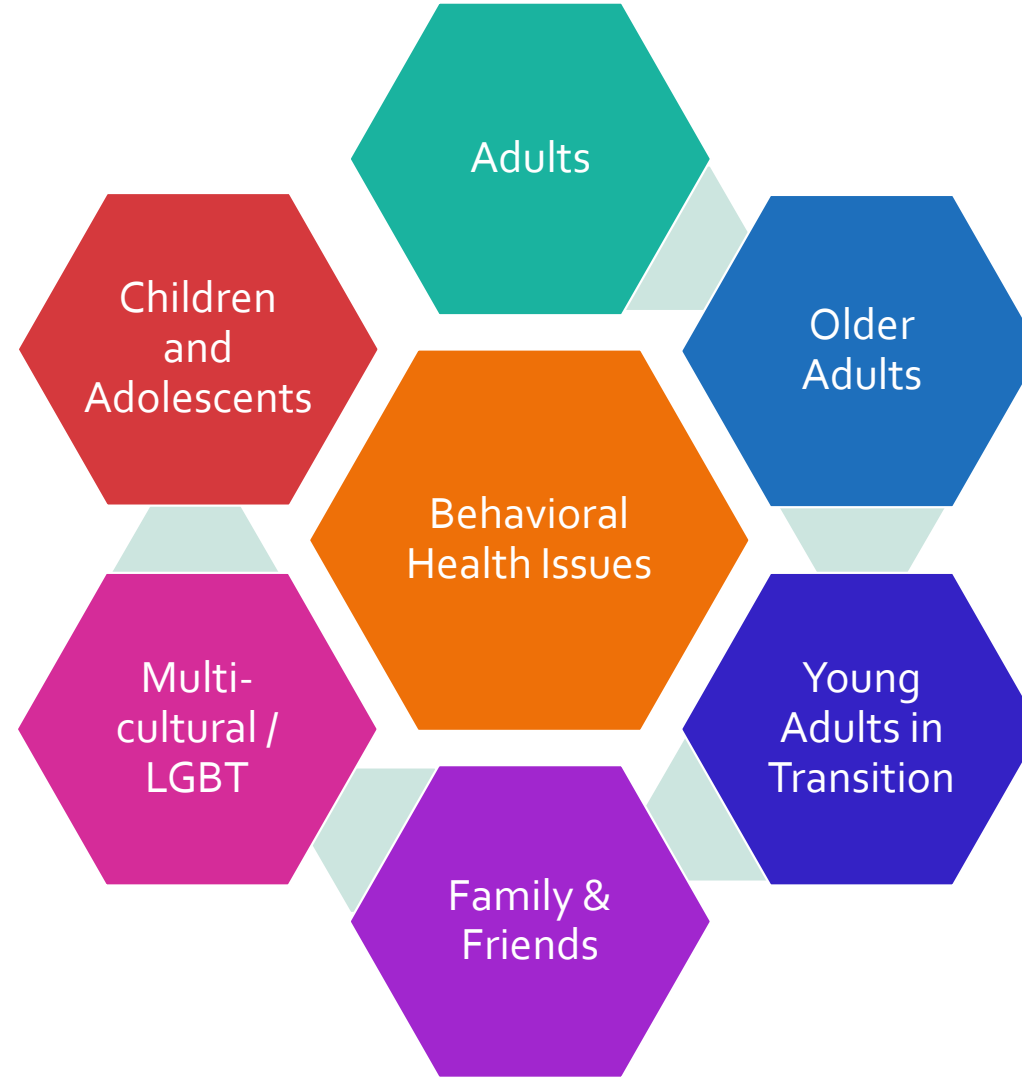 Adults
Children
and
Adolescents
Older
Adults
Behavioral
Health Issues
Multi-
cultural /
LGBT
Young
Adults in
Transition
Family &
Friends